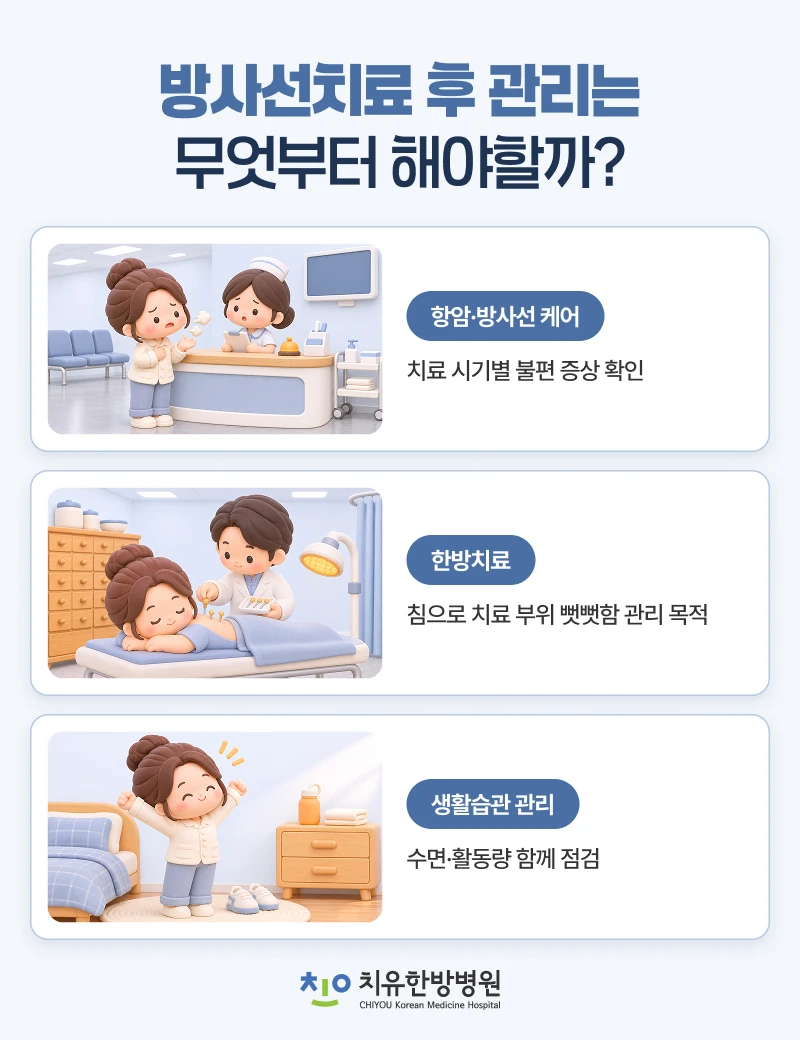 방사선치료 후 관리는
무엇부터 해야할까?
항암·방사선 케어
치료 시기별 불편 증상 확인
한방치료
침으로 치료 부위 뻣뻣함 관리 목적
생활습관 관리
수면·활동량 함께 점검
치유 치유한방병원
CHIYOU Korean Medicine Hospital